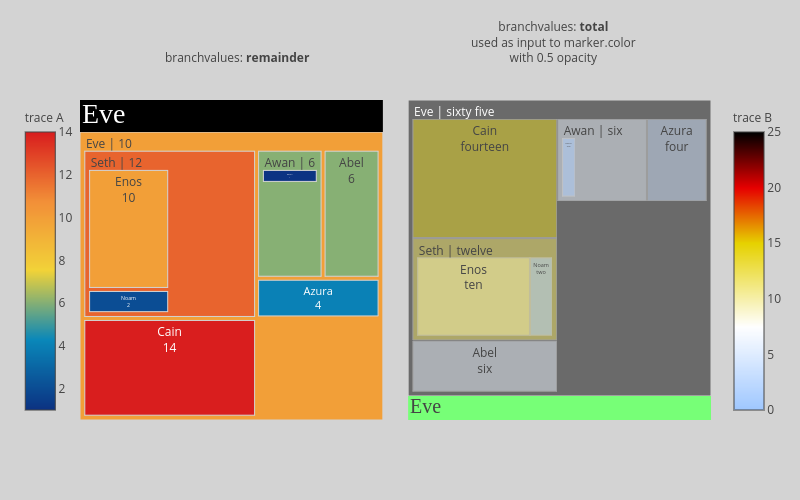 branchvalues: remainder
branchvalues: total
used as input to marker.color
with 0.5 opacity
trace A
14
12
10
8
6
4
2
Eve
Eve | 10
Seth | 12
Enos
10
Noam
2
Cain
14
Awan | 6
Abel
6
Azura
4
Eve | sixty five
Cain
fourteen
Awan | six
Azura
four
Seth | twelve
Enos
ten
Noam
two
Abel
six
Eve
trace B
25
20
15
10
5
0